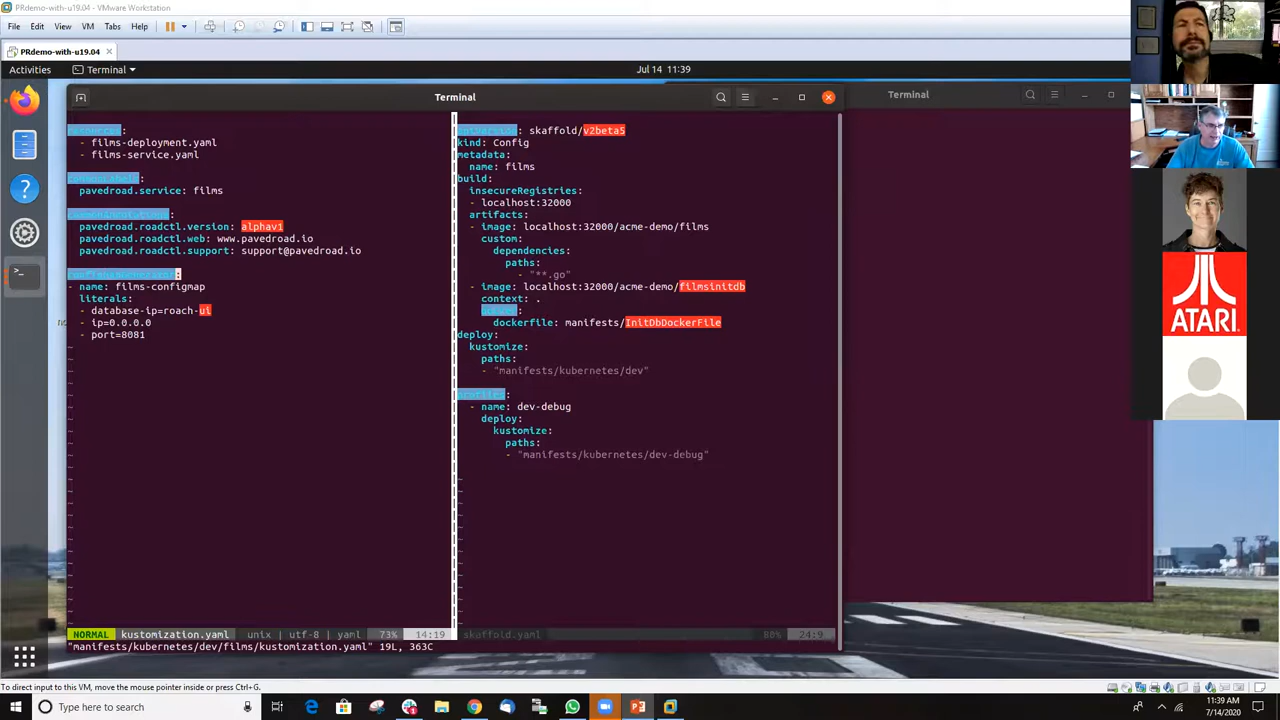 PRdemo-with-u19.04 - VMware Workstation
File Edit View VM Tabs Help
PRdemo-with-u19.04
Activities Terminal Jul 14 11:39
Terminal
Terminal
- films-deployment.yaml
- films-service.yaml
pavedroad.service: films
pavedroad.roadctl.version: alphav1
pavedroad.roadctl.web: www.pavedroad.io
pavedroad.roadctl.support: support@pavedroad.io
- name: films-configmap
literals:
- database-ip=roach-ui
- ip=0.0.0.0
- port=8081
NORMAL kustomization.yaml unix | utf-8 | yaml 73% 14:19
"manifests/kubernetes/dev/films/kustomization.yaml" 19L, 363C
: skaffold/v2beta5
kind: Config
metadata:
name: films
build:
insecureRegistries:
- localhost:32000
artifacts:
- image: localhost:32000/acme-demo/films
custom:
dependencies:
paths:
- "**.go"
- image: localhost:32000/acme-demo/filmsinitdb
context: .
dockerfile: manifests/InitDbDockerFile
deploy:
kustomize:
paths:
- "manifests/kubernetes/dev"
- name: dev-debug
deploy:
kustomize:
paths:
- "manifests/kubernetes/dev-debug"
skaffold.yaml 80% 24:9
ATARI
To direct input to this VM, move the mouse pointer inside or press Ctrl+G.
Type here to search
11:39 AM
7/14/2020